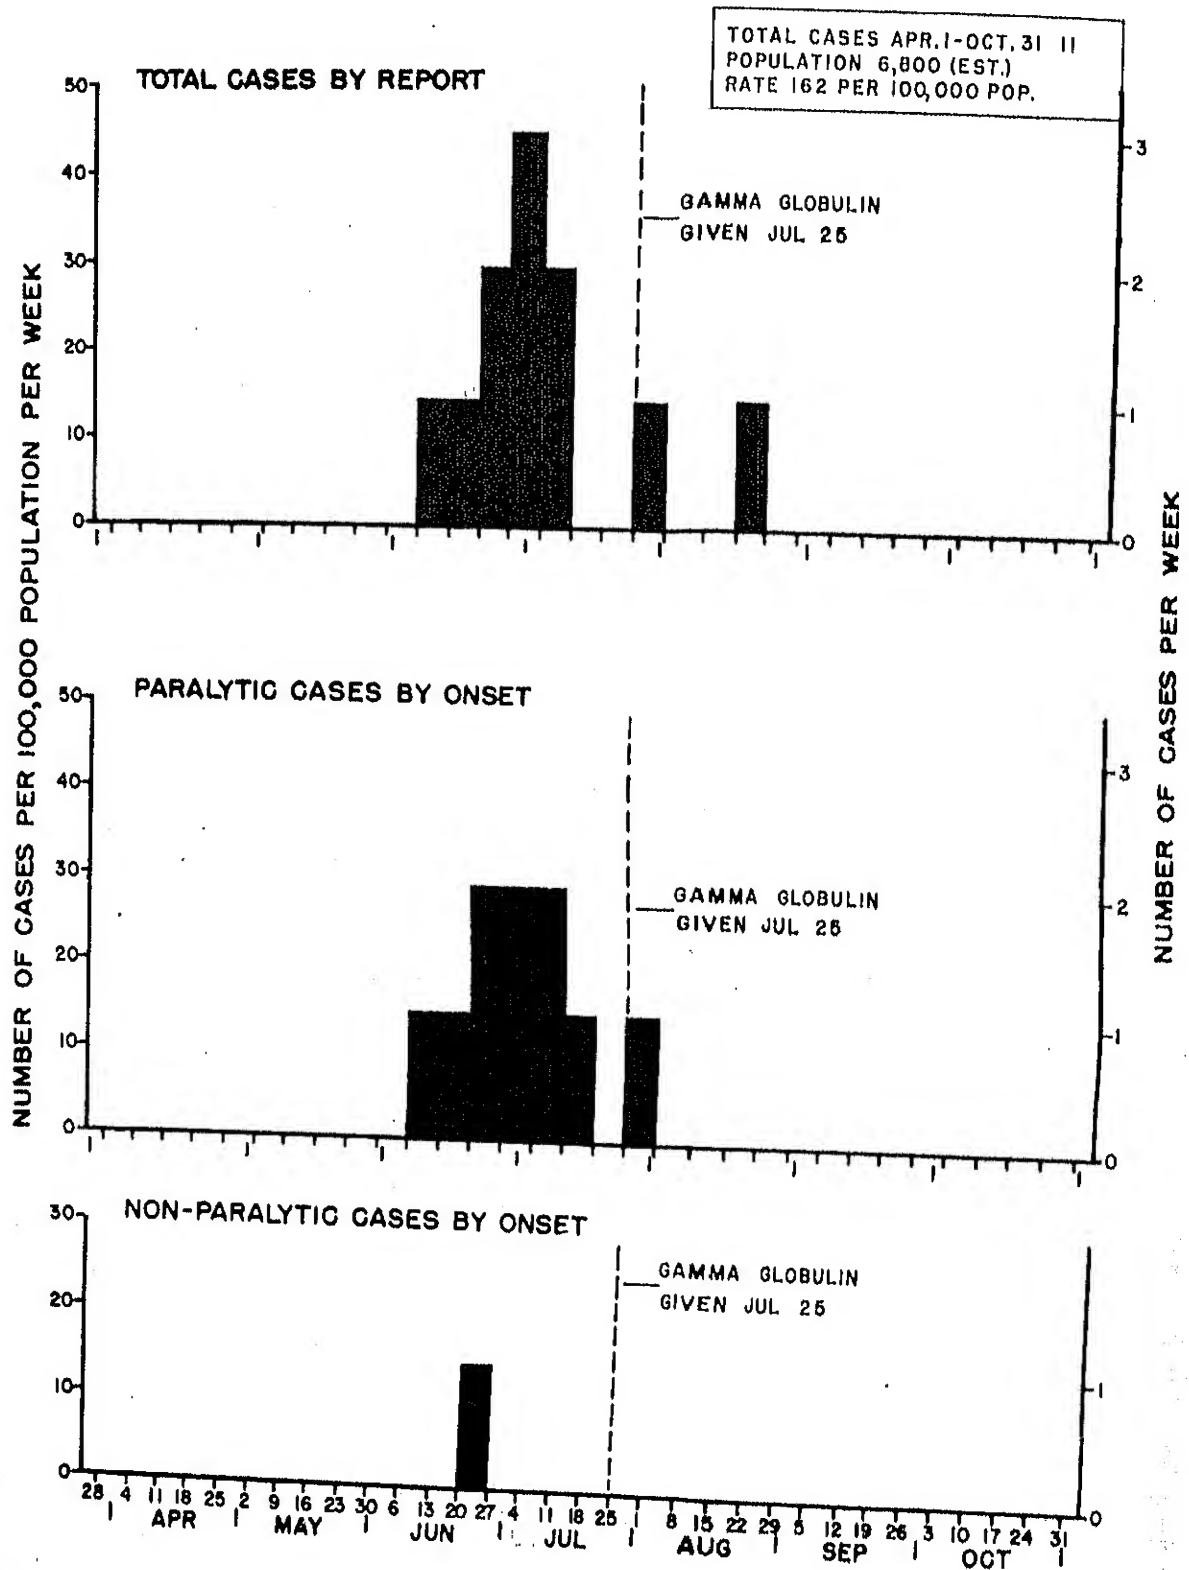 TOTAL CASES APR.1-OCT.31 11
POPULATION 6,800 (EST.)
RATE 162 PER 100,000 POP.
TOTAL CASES BY REPORT
50
40
30
20
10
0
3
2
1
0
GAMMA GLOBULIN
GIVEN JUL 25
NUMBER OF CASES PER 100,000 POPULATION PER WEEK
NUMBER OF CASES PER WEEK
PARALYTIC CASES BY ONSET
50
40
30
20
10
0
3
2
1
0
GAMMA GLOBULIN
GIVEN JUL 25
NON-PARALYTIC CASES BY ONSET
30
20
10
0
1
0
GAMMA GLOBULIN
GIVEN JUL 25
28 4 11 18 25 2 9 16 23 30 6 13 20 27 4 11 18 25 1 8 15 22 29 5 12 19 26 3 10 17 24 31
APR MAY JUN JUL AUG SEP OCT